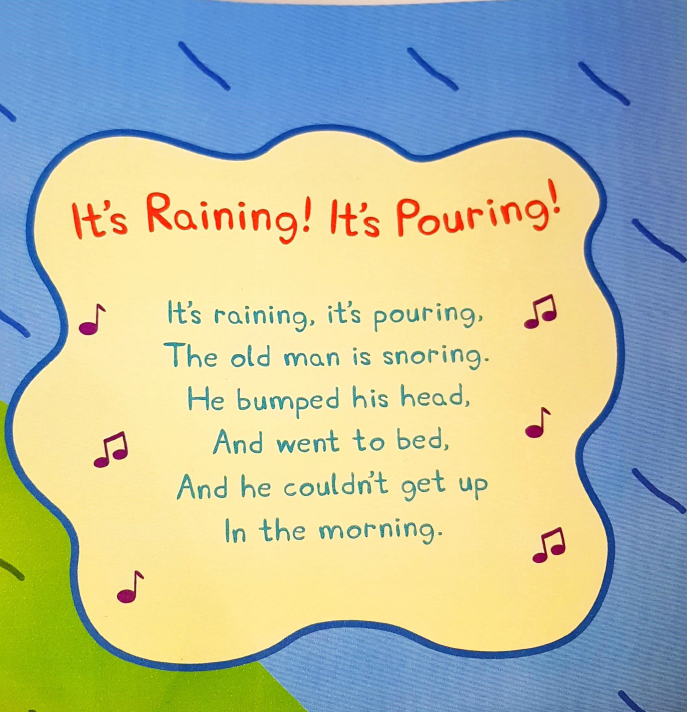 It's Raining! It's Pouring!
It's raining, it's pouring,
The old man is snoring.
He bumped his head,
And went to bed,
And he couldn't get up
In the morning.